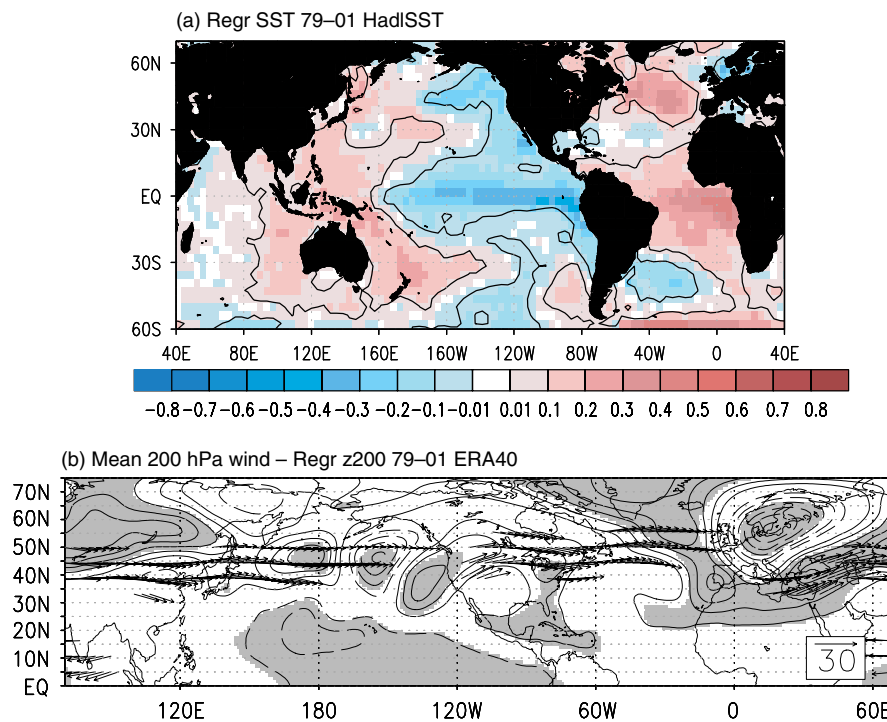 (a) Regr SST 79–01 HadISST
60N
30N
EQ
30S
60S
40E 80E 120E 160E 160W 120W 80W 40W 0 40E
−0.8 −0.7 −0.6 −0.5 −0.4 −0.3 −0.2 −0.1 −0.01 0.01 0.1 0.2 0.3 0.4 0.5 0.6 0.7 0.8
(b) Mean 200 hPa wind – Regr z200 79–01 ERA40
70N
60N
50N
40N
30N
20N
10N
EQ
30
120E 180 120W 60W 0 60E